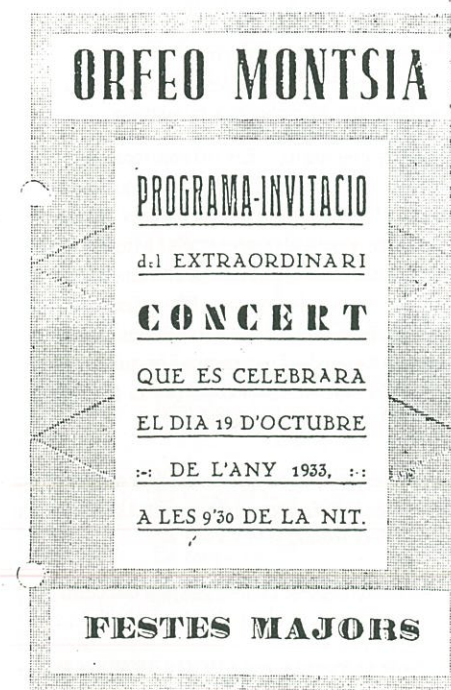 ORFEO MONTSIA
PROGRAMA-INVITACIO
del EXTRAORDINARI
CONCERT
QUE ES CELEBRARA
EL DIA 19 D'OCTUBRE
:-: DE L'ANY 1933, :-:
A LES 9'30 DE LA NIT.
FESTES MAJORS